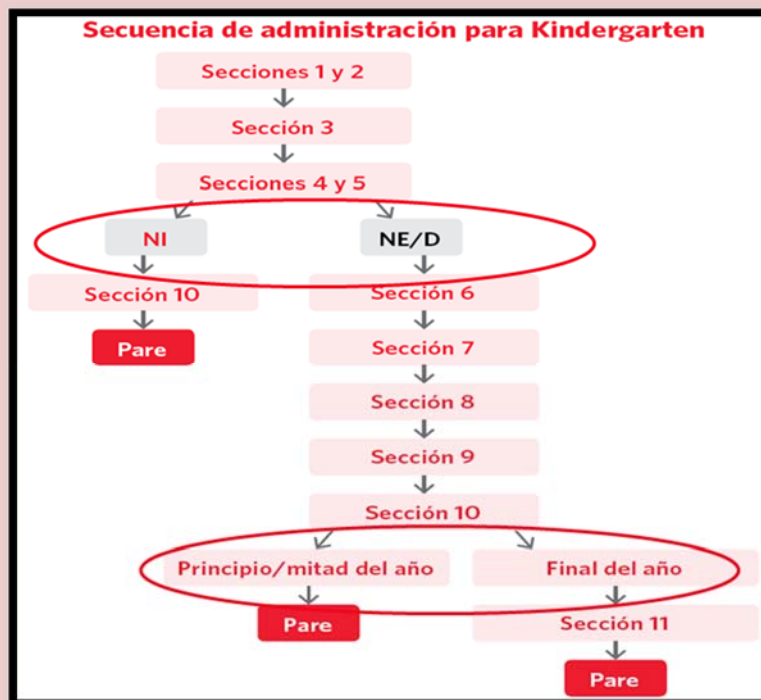 Secuencia de administración para Kindergarten
Secciones 1 y 2
Sección 3
Secciones 4 y 5
NI
NE/D
Sección 10
Sección 6
Pare
Sección 7
Sección 8
Sección 9
Sección 10
Principio/mitad del año
Final del año
Pare
Sección 11
Pare